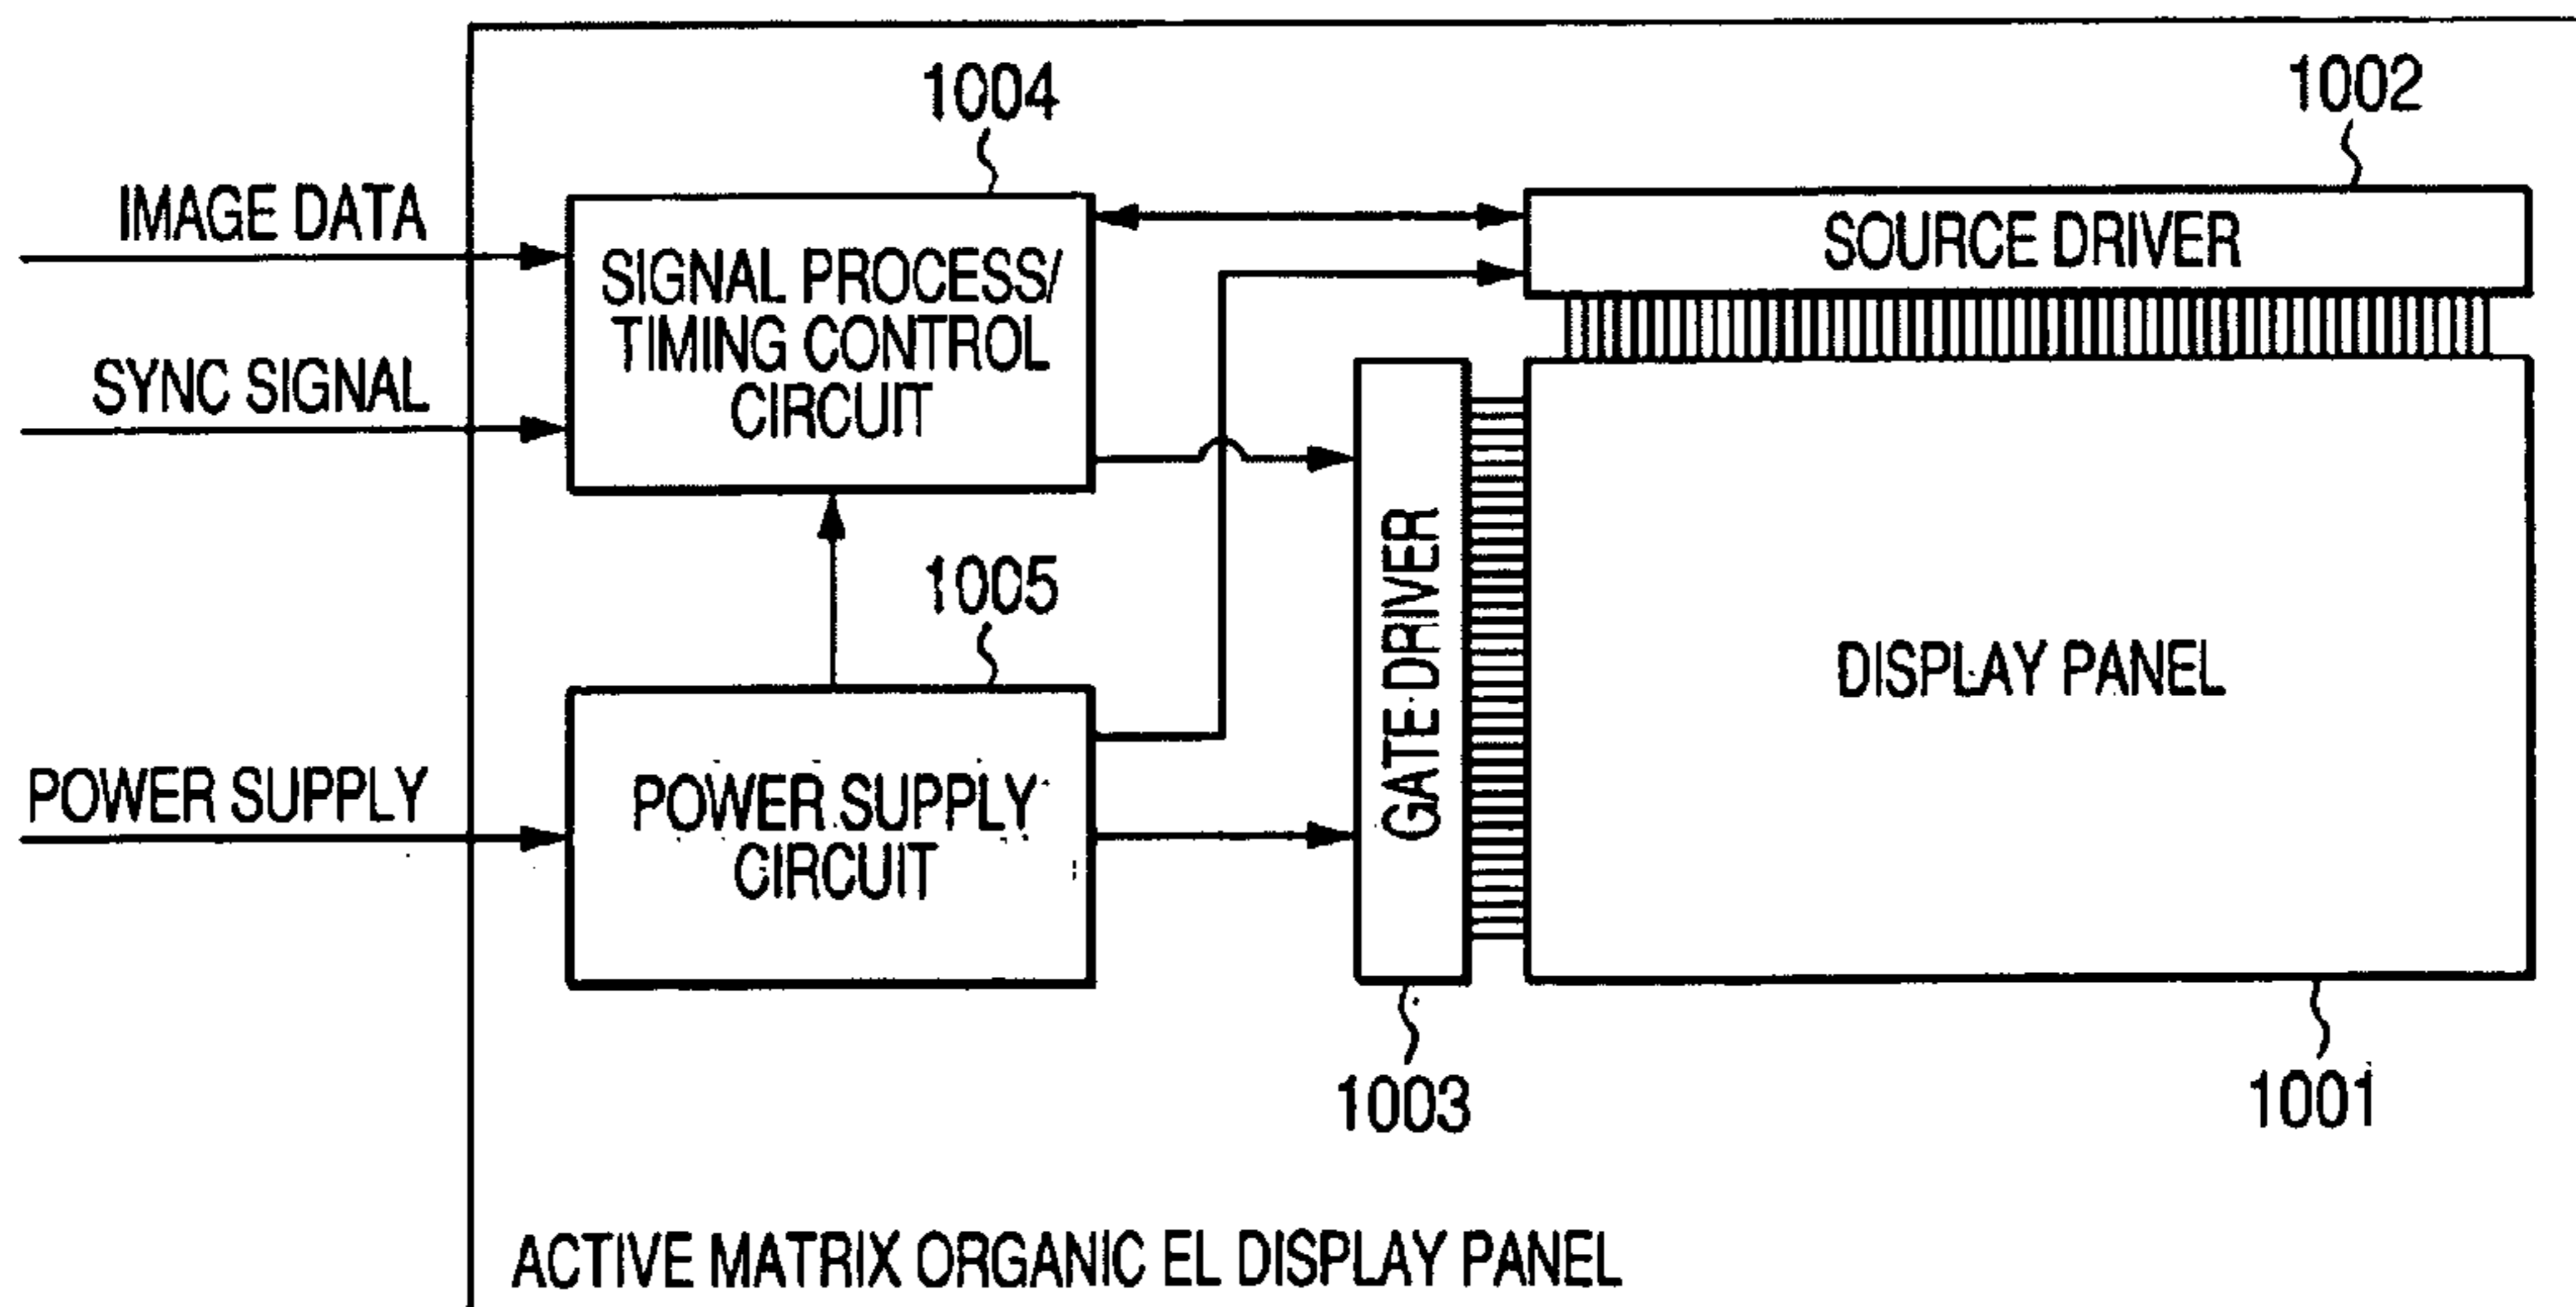 1004
1002
IMAGE DATA
SIGNAL PROCESS/
TIMING CONTROL
CIRCUIT
SOURCE DRIVER
SYNC SIGNAL
1005
GATE DRIVER
DISPLAY PANEL
POWER SUPPLY
POWER SUPPLY
CIRCUIT
1003
1001
ACTIVE MATRIX ORGANIC EL DISPLAY PANEL